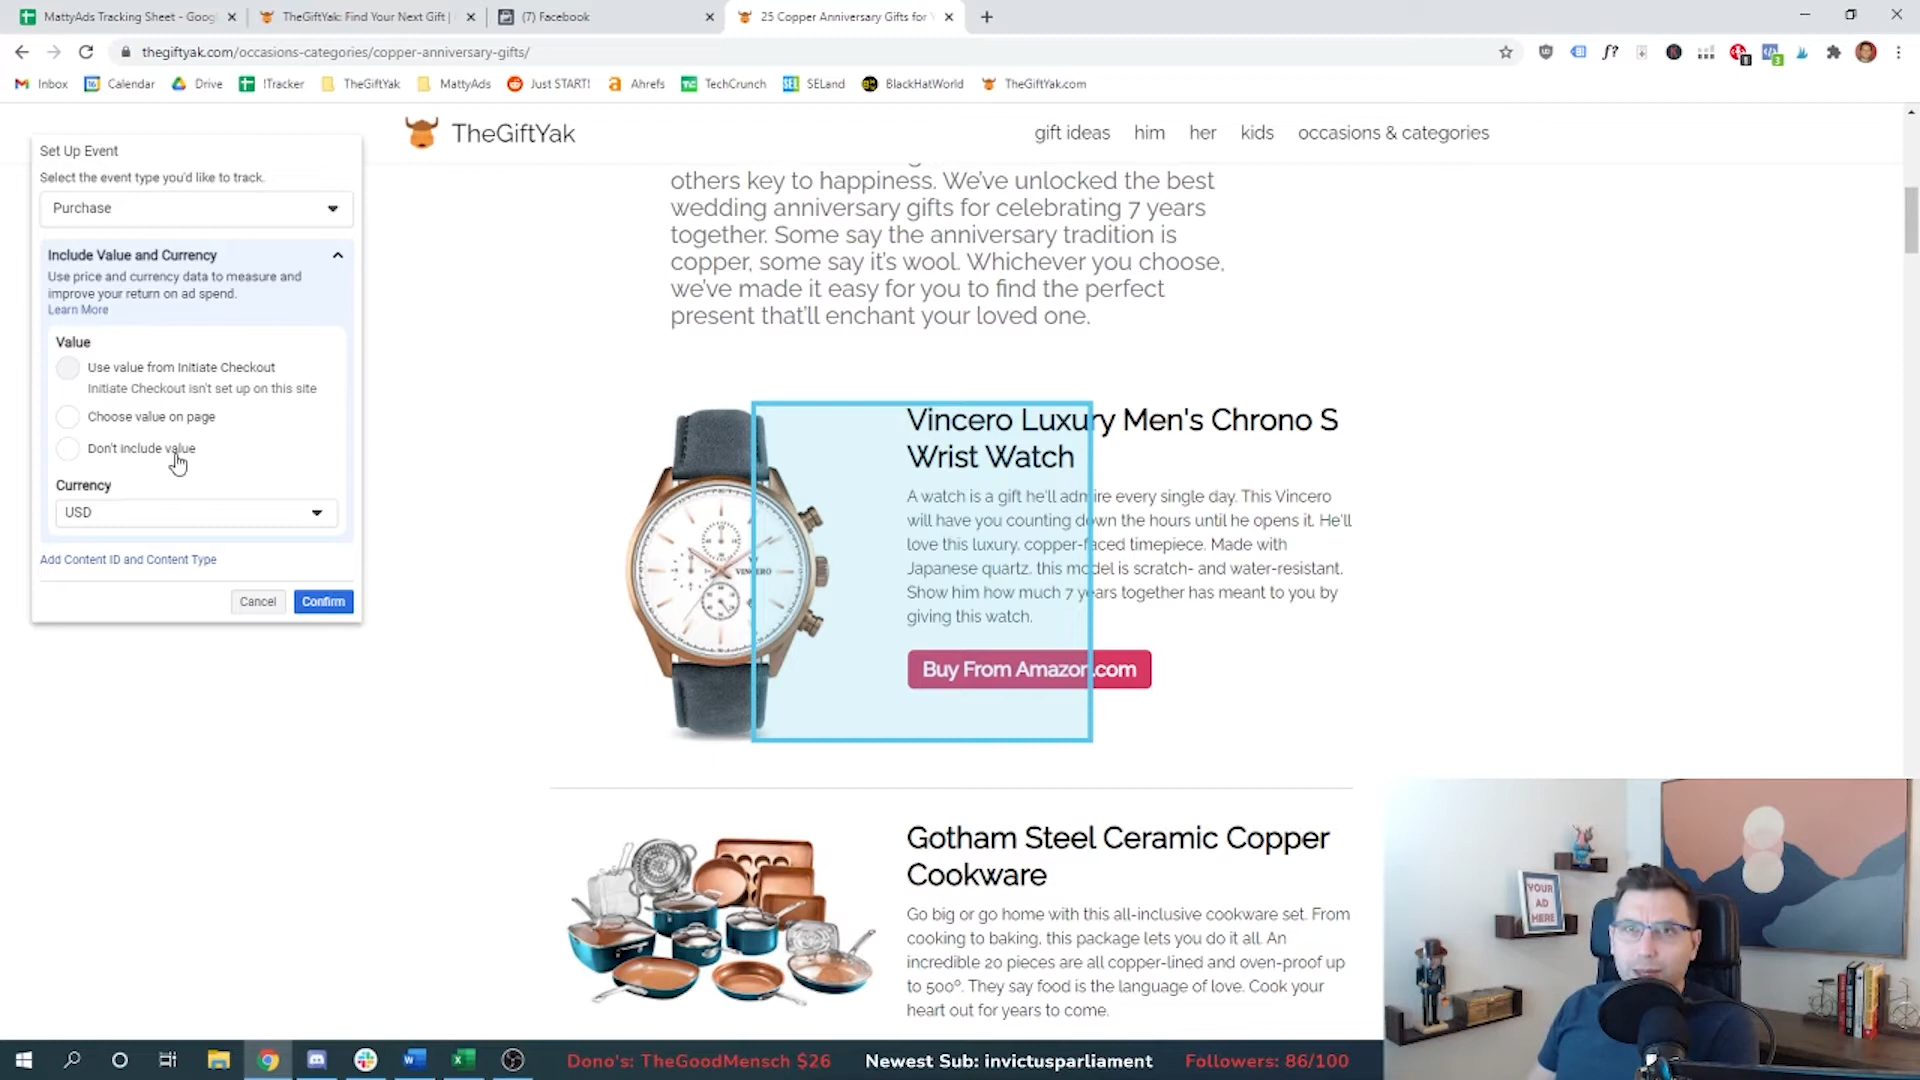 MattyAds Tracking Sheet - Goog
TheGiftYak: Find Your Next Gift |
(7) Facebook
25 Copper Anniversary Gifts for Y
thegiftyak.com/occasions-categories/copper-anniversary-gifts/
Inbox
Calendar
Drive
!Tracker
TheGiftYak
MattyAds
Just START!
Ahrefs
TechCrunch
SELand
BlackHatWorld
TheGiftYak.com
TheGiftYak
gift ideas
him
her
kids
occasions & categories
Set Up Event
Select the event type you'd like to track.
Purchase
Include Value and Currency
Use price and currency data to measure and
improve your return on ad spend.
Learn More
Value
Use value from Initiate Checkout
Initiate Checkout isn't set up on this site
Choose value on page
Don't include value
Currency
USD
Add Content ID and Content Type
Cancel
Confirm
others key to happiness. We've unlocked the best
wedding anniversary gifts for celebrating 7 years
together. Some say the anniversary tradition is
copper, some say it's wool. Whichever you choose,
we've made it easy for you to find the perfect
present that'll enchant your loved one.
VINCERO
Vincero Luxury Men's Chrono S
Wrist Watch
A watch is a gift he'll admire every single day. This Vincero
will have you counting down the hours until he opens it. He'll
love this luxury, copper-faced timepiece. Made with
Japanese quartz, this model is scratch- and water-resistant.
Show him how much 7 years together has meant to you by
giving this watch.
Buy From Amazon.com
Gotham Steel Ceramic Copper
Cookware
Go big or go home with this all-inclusive cookware set. From
cooking to baking, this package lets you do it all. An
incredible 20 pieces are all copper-lined and oven-proof up
to 500º. They say food is the language of love. Cook your
heart out for years to come.
YOUR
AD
HERE
Dono's: TheGoodMensch $26
Newest Sub: invictusparliament
Followers: 86/100